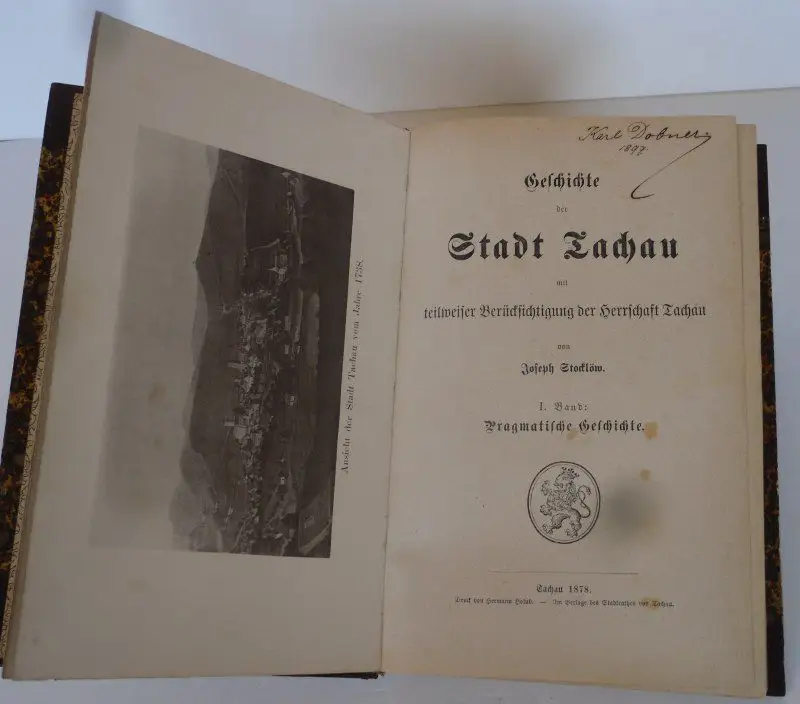 Ansicht der Stadt Tachau vom Jahre 1738.
Karl Dobner
1897
Geschichte
der
Stadt Tachau
mit
teilweiser Berücksichtigung der Herrschaft Tachau
von
Joseph Stocklöw.
I. Band:
Pragmatische Geschichte.
Tachau 1878.
Druck von Hermann Holub. — Im Verlage des Stadtrathes von Tachau.